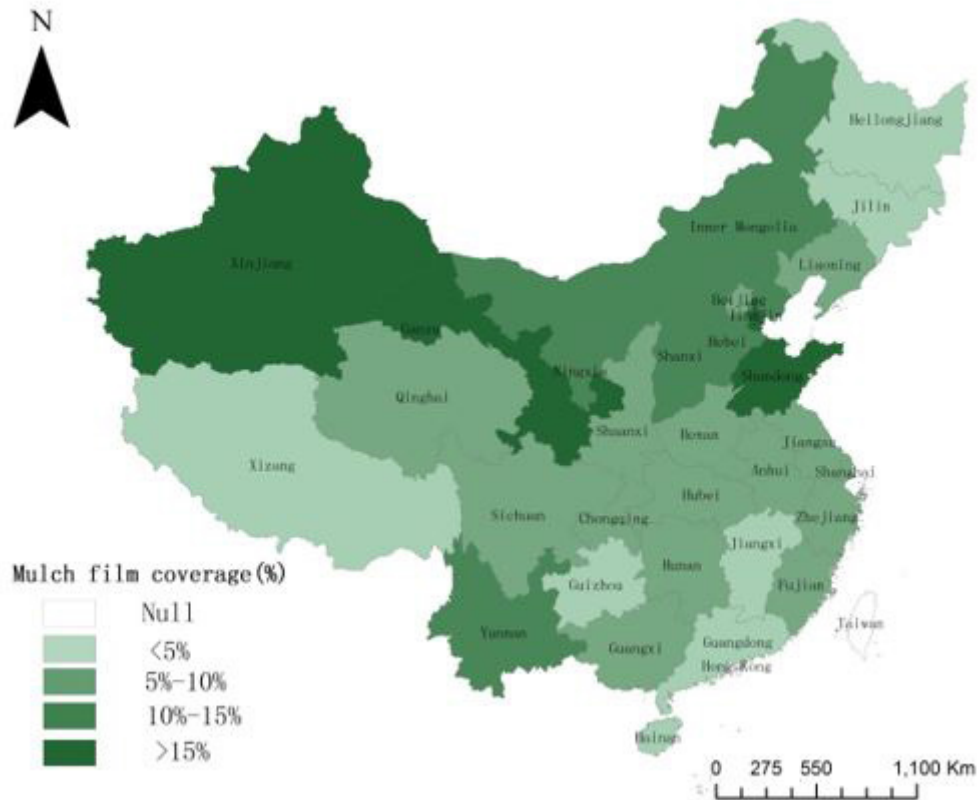 N
Heilongjiang
Jilin
Inner Mongolia
Liaoning
Xinjiang
Beijing
Tianjin
Gansu
Hebei
Shanxi
Ningxia
Shandong
Qinghai
Shaanxi
Henan
Jiangsu
Xizang
Anhui
Shanghai
Hubei
Sichuan
Chongqing
Zhejiang
Jiangxi
Hunan
Guizhou
Fujian
Taiwan
Yunnan
Guangxi
Guangdong
Hong Kong
Hainan
Mulch film coverage(%)
Null
<5%
5%-10%
10%-15%
>15%
0 275 550 1,100 Km